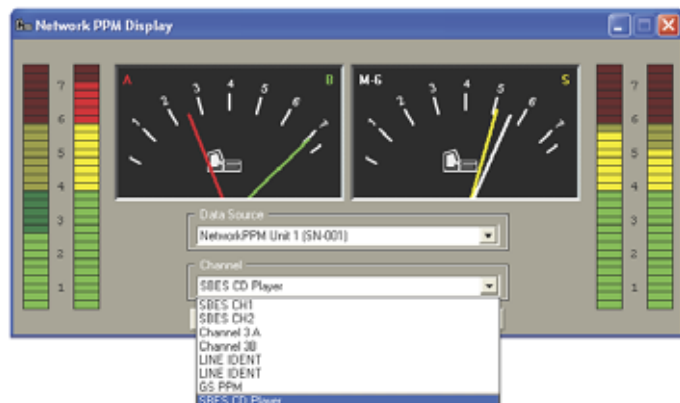 Network PPM Display
7
6
5
4
3
2
1
A
B
1
2
3
4
5
6
7
M-6
S
1
2
3
4
5
6
7
7
6
5
4
3
2
1
Data Source
NetworkPPM Unit 1 (SN-001)
Channel
SBES CD Player
SBES CH1
SBES CH2
Channel 3 A
Channel 3B
LINE IDENT
LINE IDENT
GS PPM
SBES CD Player